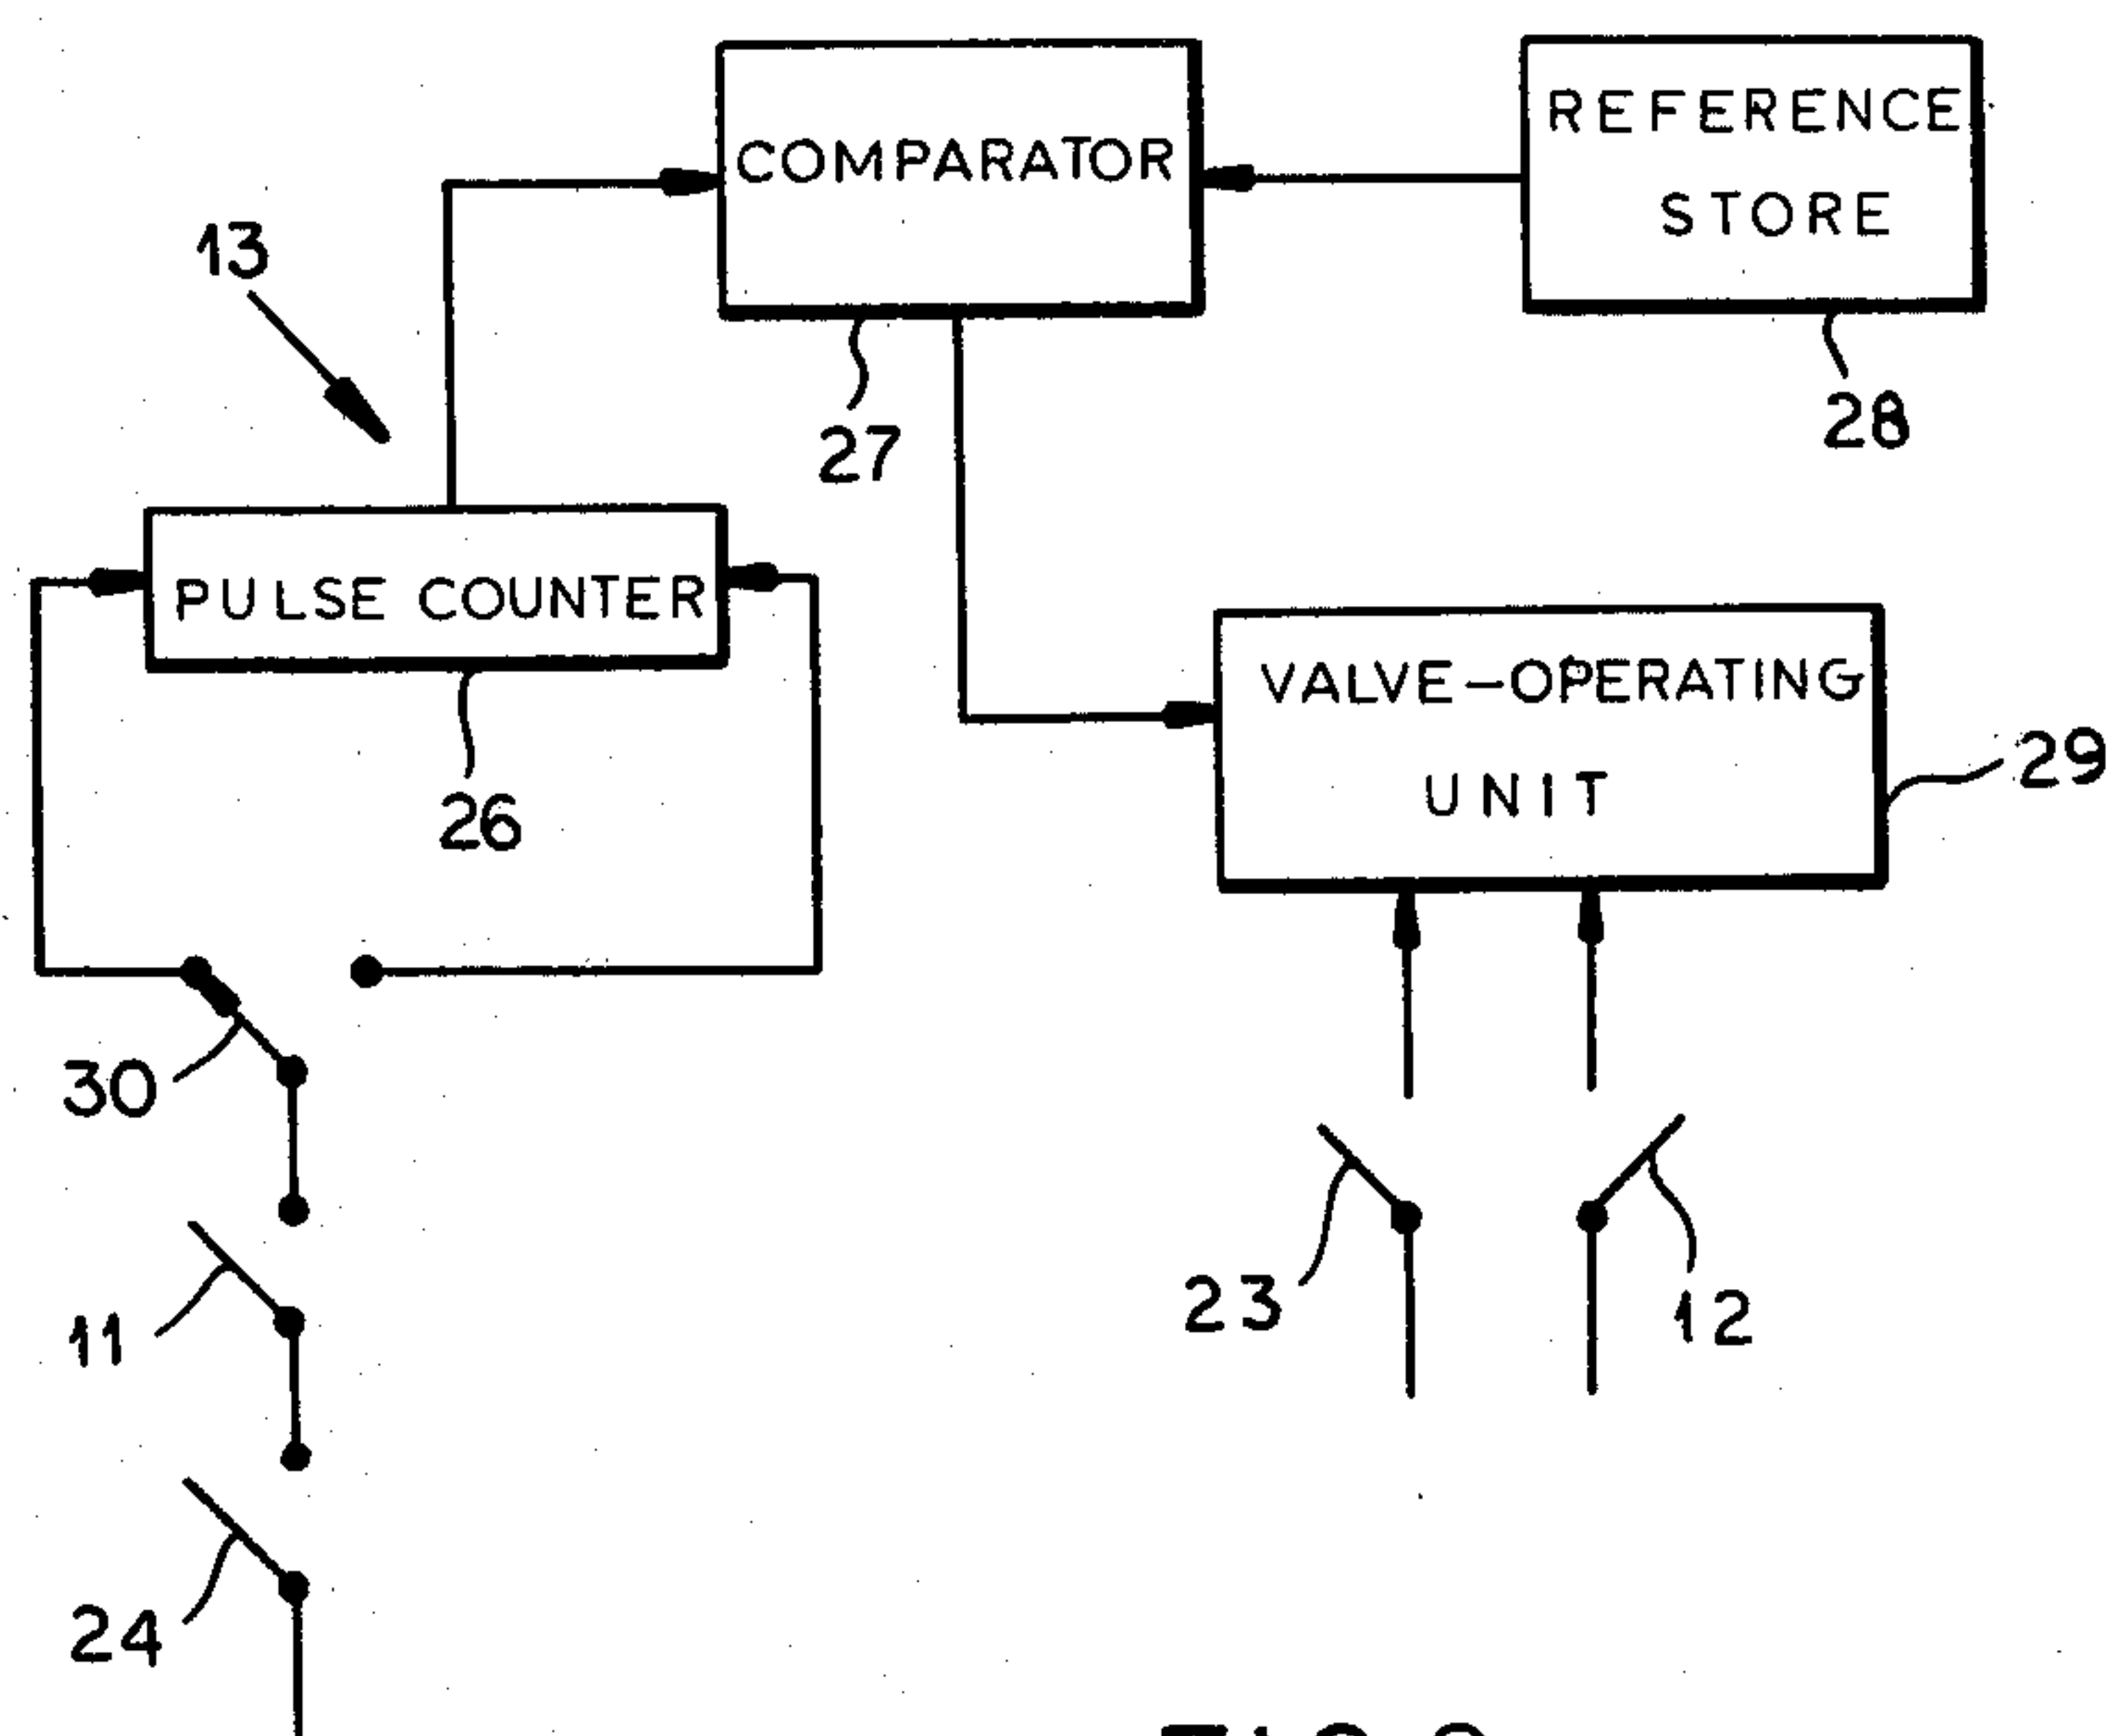 COMPARATOR
REFERENCE
STORE
13
27
28
PULSE COUNTER
26
VALVE-OPERATING
UNIT
29
30
11
24
23
12